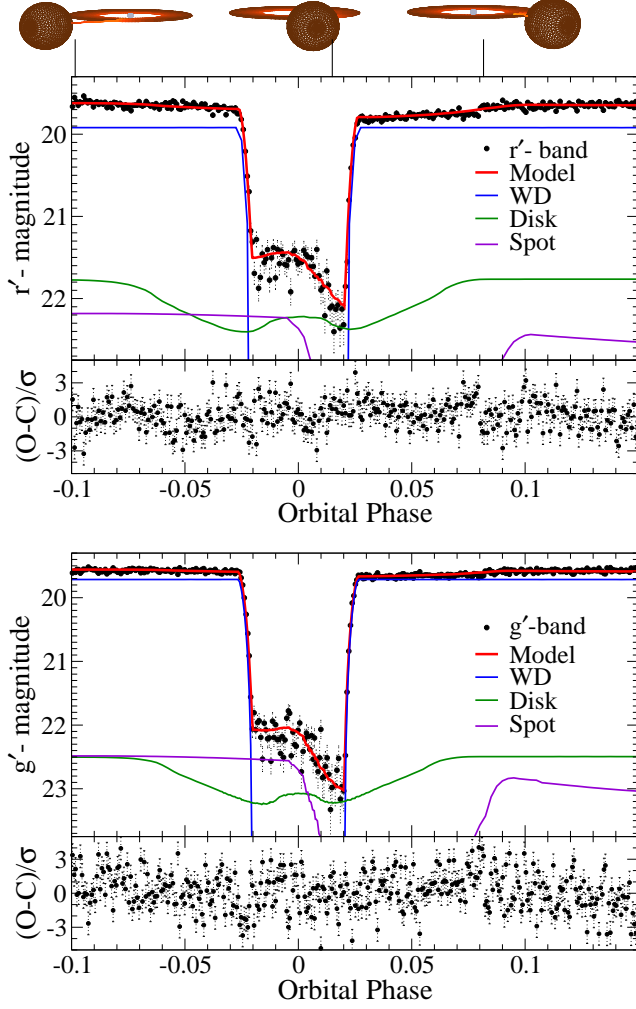 20
21
22
r′- magnitude
r′- band
Model
WD
Disk
Spot
3
0
-3
(O-C)/σ
-0.1 -0.05 0 0.05 0.1
Orbital Phase
20
21
22
23
g′- magnitude
g′-band
Model
WD
Disk
Spot
3
0
-3
(O-C)/σ
-0.1 -0.05 0 0.05 0.1
Orbital Phase